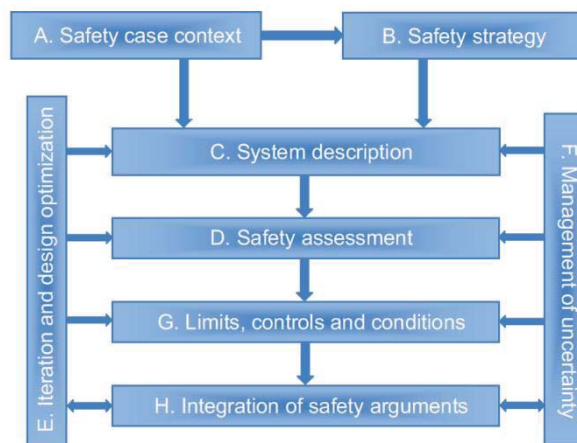 A. Safety case context
B. Safety strategy
C. System description
D. Safety assessment
G. Limits, controls and conditions
H. Integration of safety arguments
E. Iteration and design optimization
F. Management of uncertainty